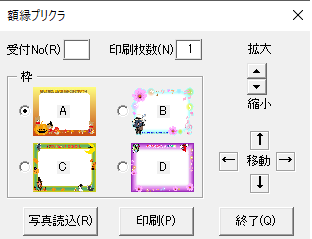 額縁プリクラ
受付No(R) 印刷枚数(N) 1 拡大
縮小
枠
A B
C D
↑
← 移動 →
↓
写真読込(R) 印刷(P) 終了(Q)